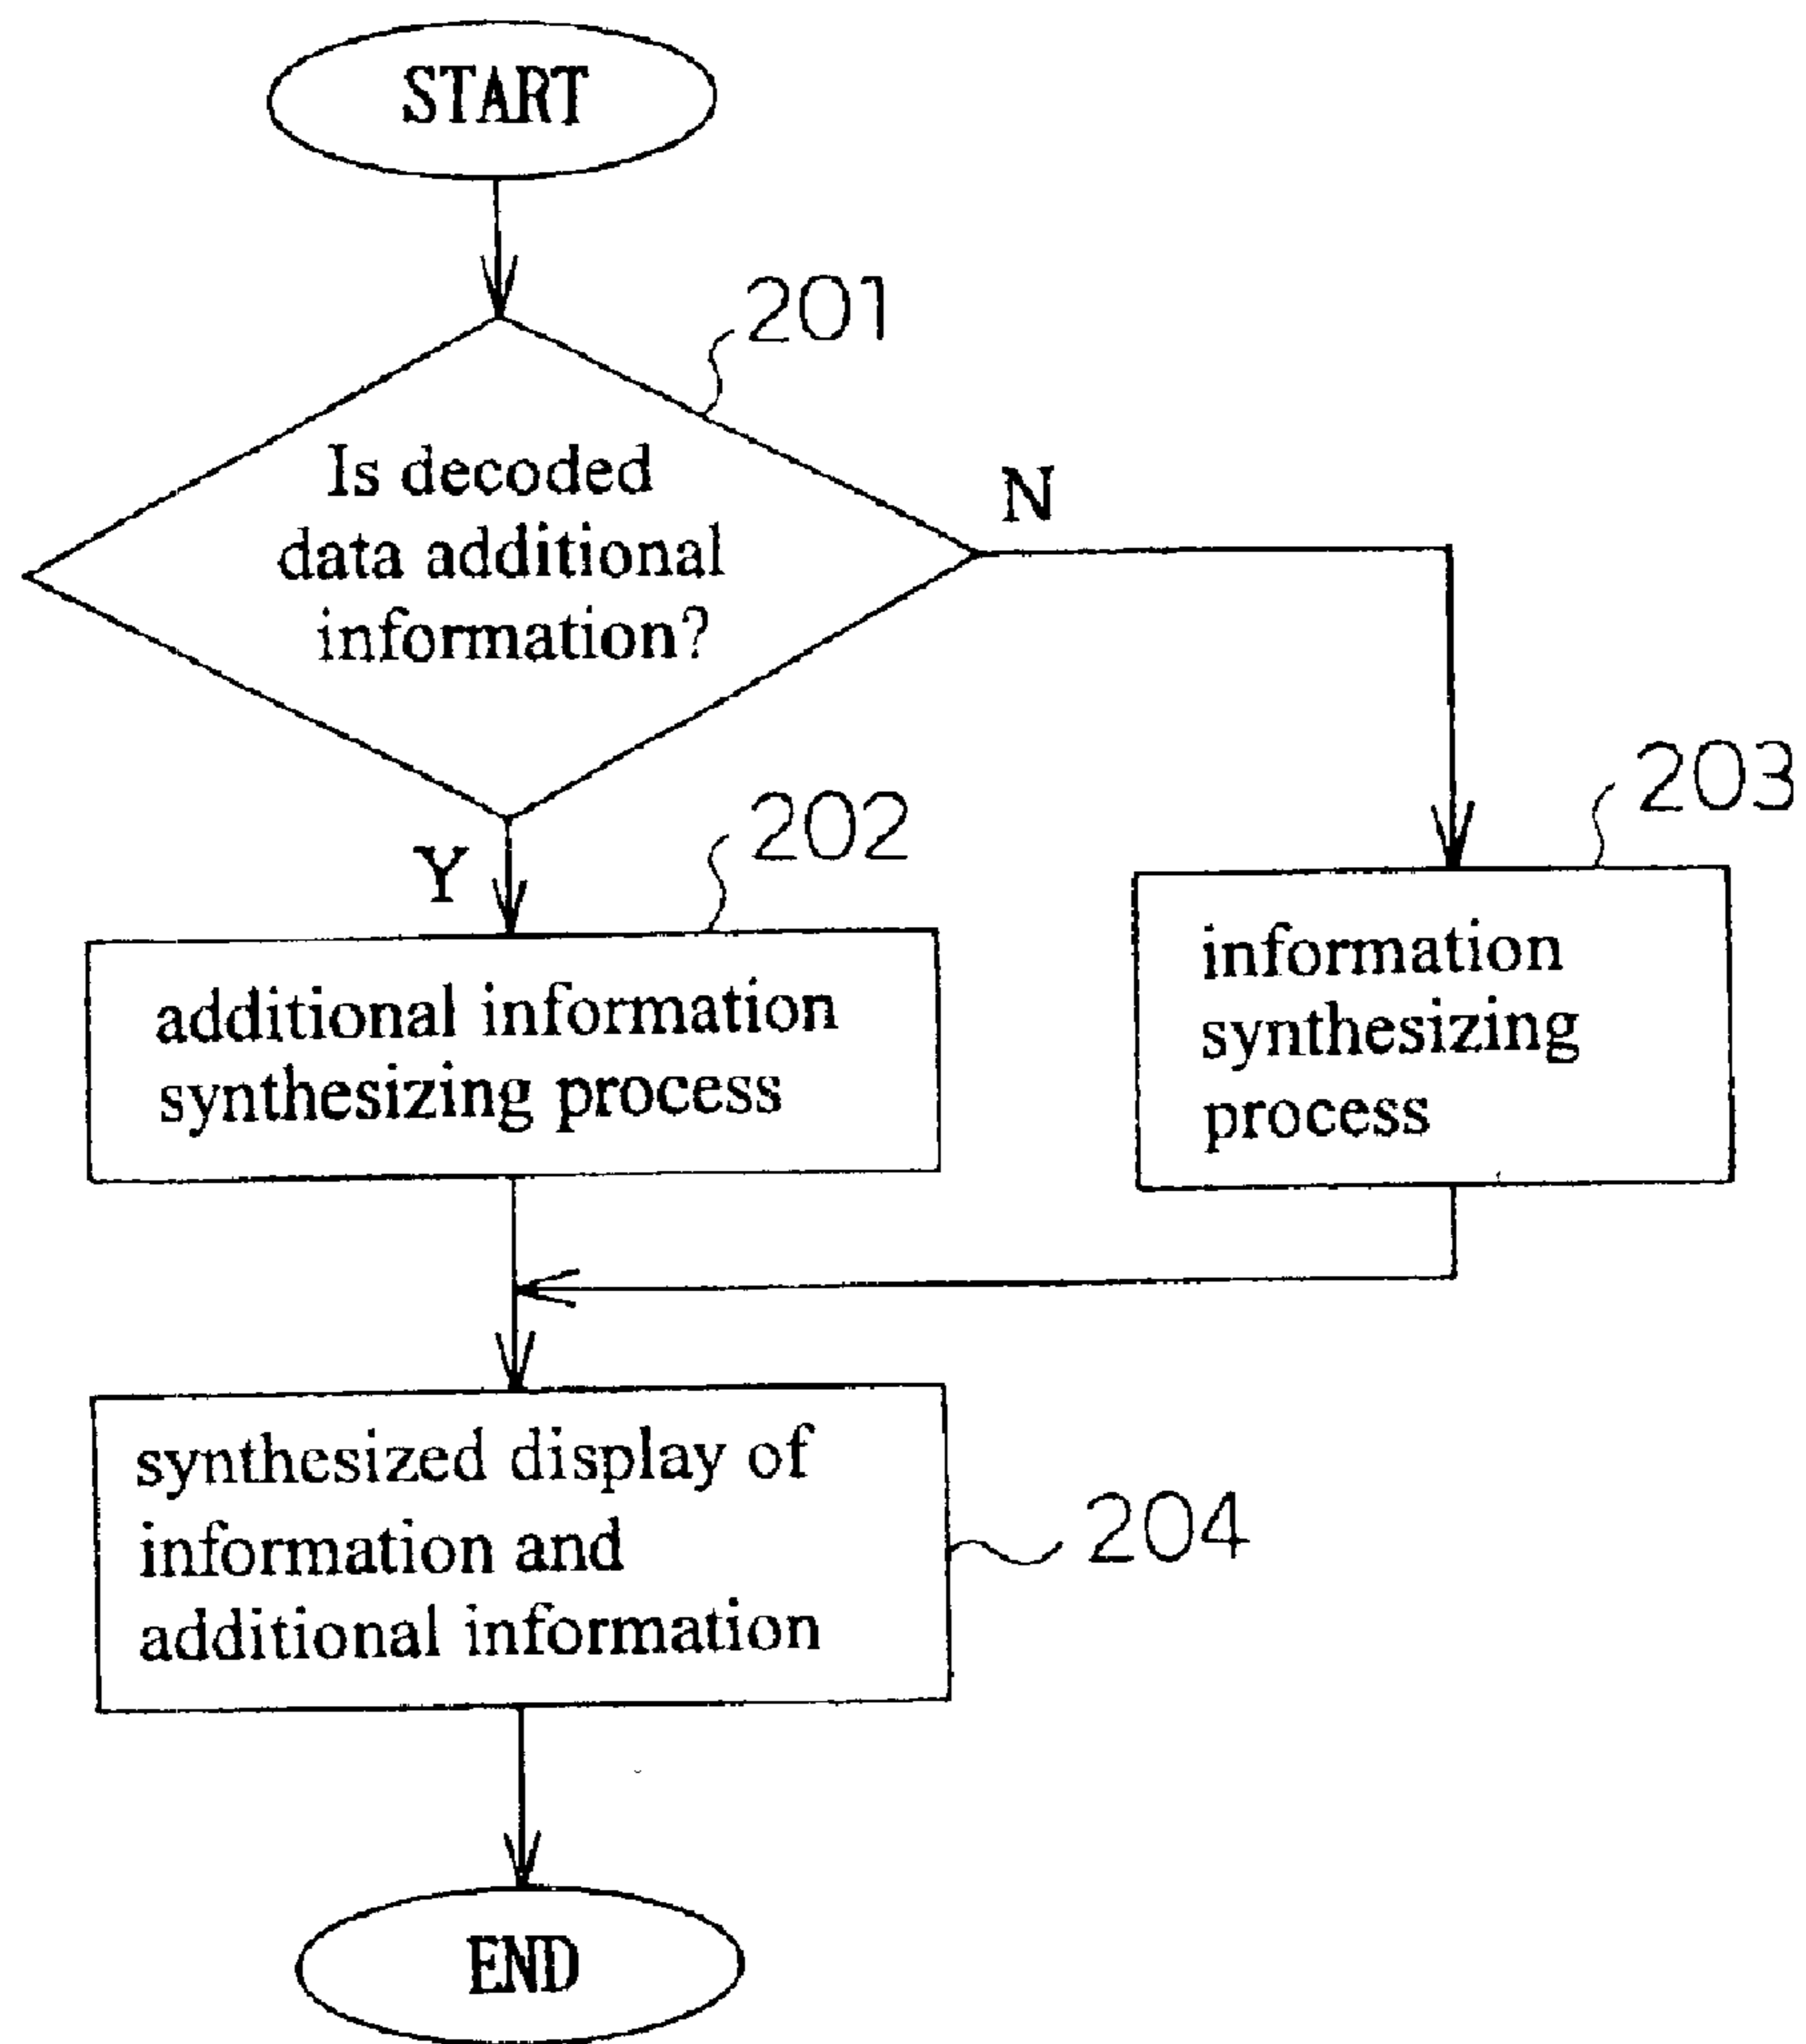 START
201
Is decoded
data additional
information?
N
Y
202
203
additional information
synthesizing process
information
synthesizing
process
synthesized display of
information and
additional information
204
END